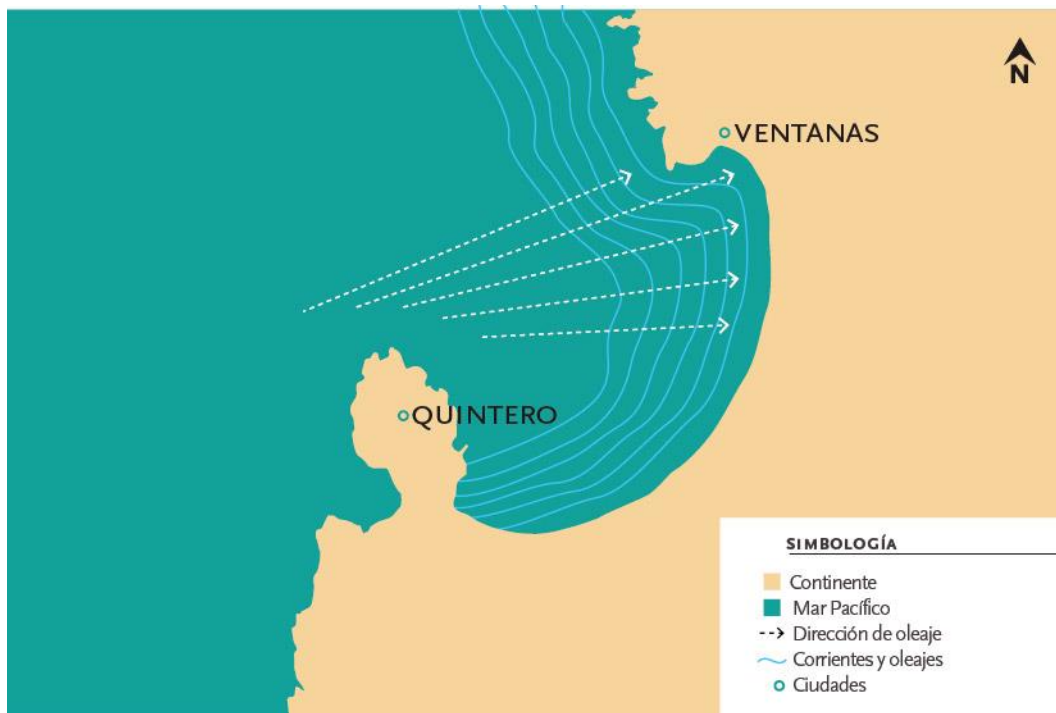 N
VENTANAS
QUINTERO
SIMBOLOGÍA
Continente
Mar Pacífico
Dirección de oleaje
Corrientes y oleajes
Ciudades